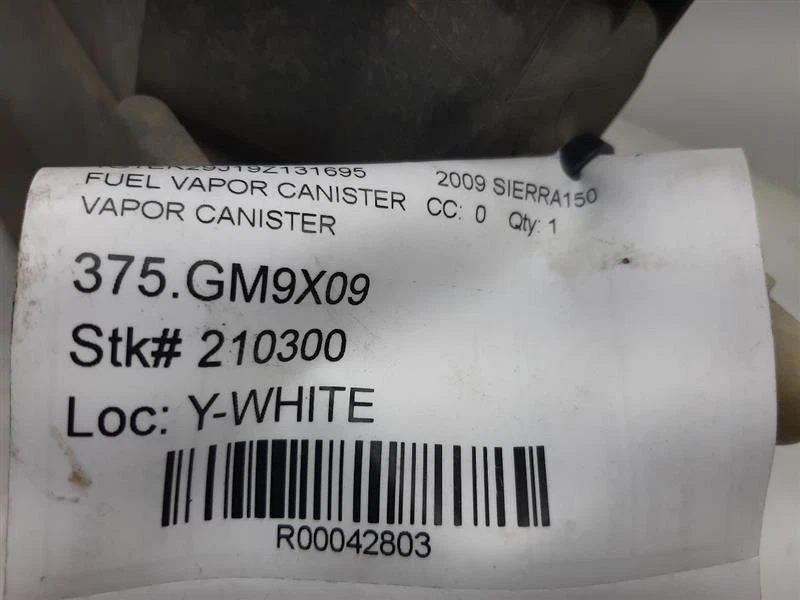 2009 SIERRA150
FUEL VAPOR CANISTER CC: 0 Qty: 1
VAPOR CANISTER
375.GM9X09
Stk# 210300
Loc: Y-WHITE
R00042803